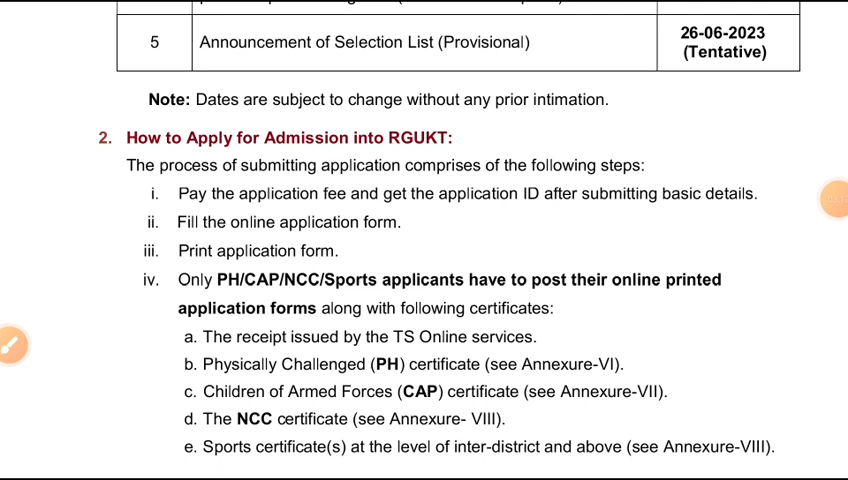 5 Announcement of Selection List (Provisional) 26-06-2023
(Tentative)
Note: Dates are subject to change without any prior intimation.
2. How to Apply for Admission into RGUKT:
The process of submitting application comprises of the following steps:
i. Pay the application fee and get the application ID after submitting basic details.
ii. Fill the online application form.
iii. Print application form.
iv. Only PH/CAP/NCC/Sports applicants have to post their online printed
application forms along with following certificates:
a. The receipt issued by the TS Online services.
b. Physically Challenged (PH) certificate (see Annexure-VI).
c. Children of Armed Forces (CAP) certificate (see Annexure-VII).
d. The NCC certificate (see Annexure- VIII).
e. Sports certificate(s) at the level of inter-district and above (see Annexure-VIII).